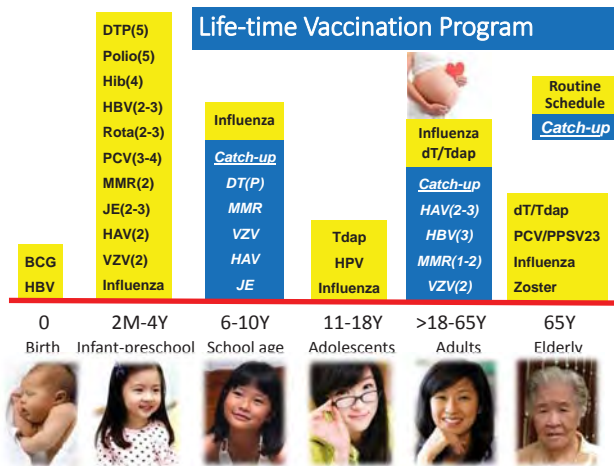 Life-time Vaccination Program
Routine
Schedule
Catch-up
BCG
HBV
DTP(5)
Polio(5)
Hib(4)
HBV(2-3)
Rota(2-3)
PCV(3-4)
MMR(2)
JE(2-3)
HAV(2)
VZV(2)
Influenza
Influenza
Catch-up
DT(P)
MMR
VZV
HAV
JE
Tdap
HPV
Influenza
Influenza
dT/Tdap
Catch-up
HAV(2-3)
HBV(3)
MMR(1-2)
VZV(2)
dT/Tdap
PCV/PPSV23
Influenza
Zoster
0
Birth
2M-4Y
Infant-preschool
6-10Y
School age
11-18Y
Adolescents
>18-65Y
Adults
65Y
Elderly